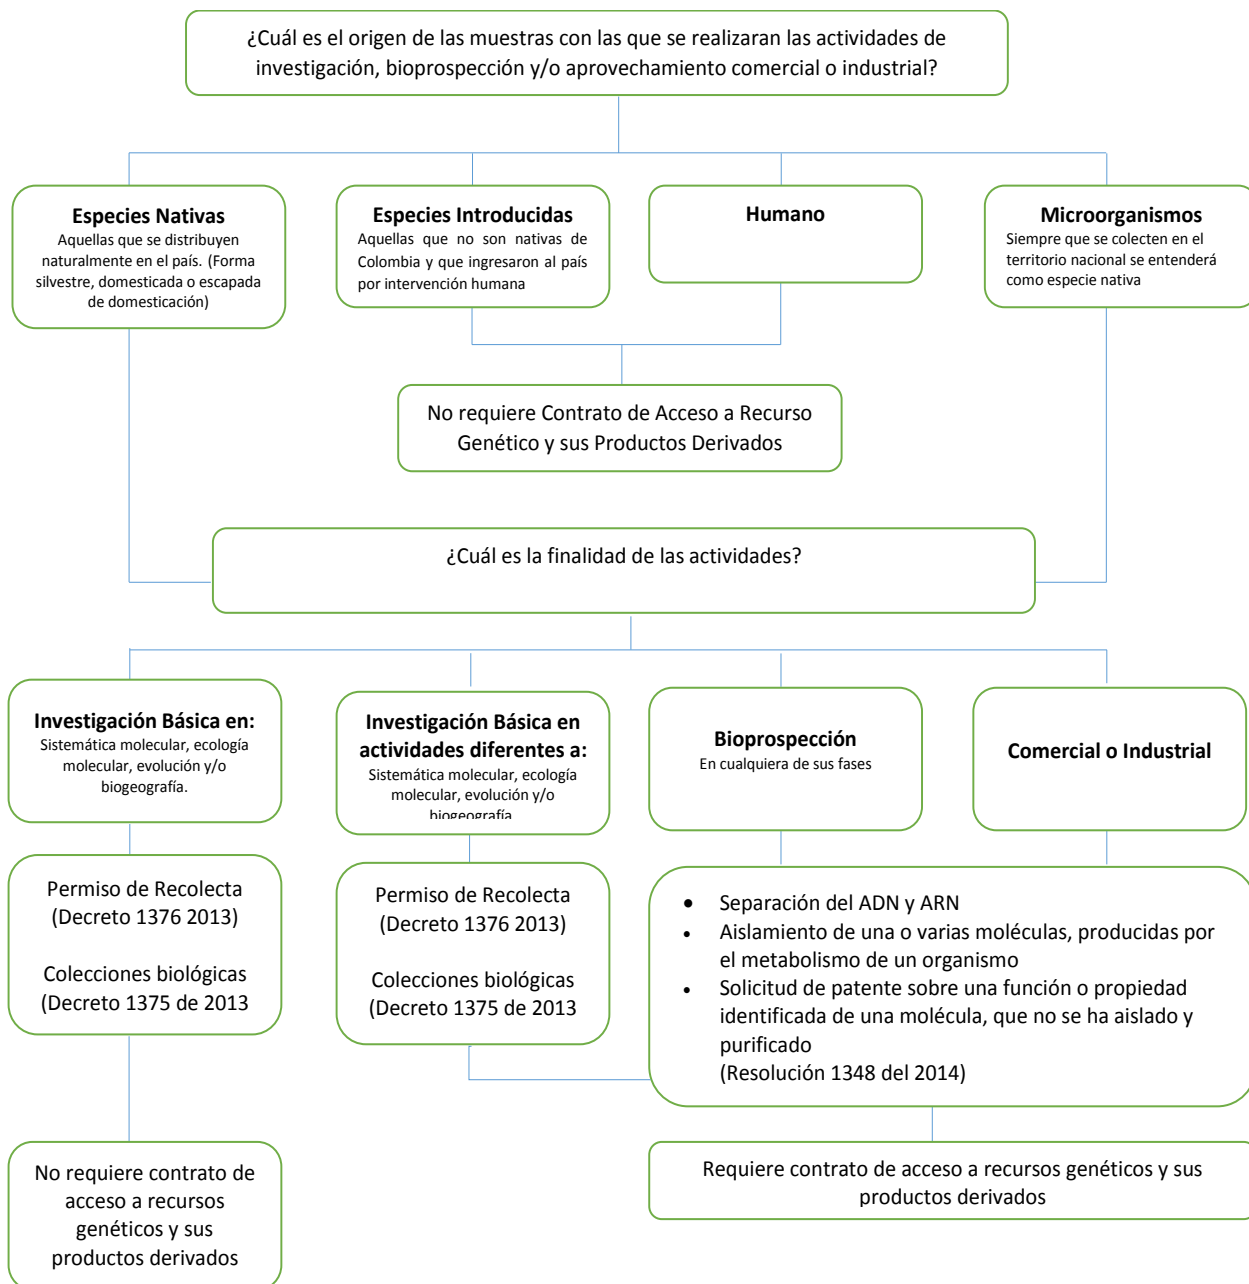 ¿Cuál es el origen de las muestras con las que se realizaran las actividades de
investigación, bioprospección y/o aprovechamiento comercial o industrial?
Especies Nativas
Aquellas que se distribuyen
naturalmente en el país. (Forma
silvestre, domesticada o escapada
de domesticación)
Especies Introducidas
Aquellas que no son nativas de
Colombia y que ingresaron al país
por intervención humana
Humano
Microorganismos
Siempre que se colecten en el
territorio nacional se entenderá
como especie nativa
No requiere Contrato de Acceso a Recurso
Genético y sus Productos Derivados
¿Cuál es la finalidad de las actividades?
Investigación Básica en:
Sistemática molecular, ecología
molecular, evolución y/o
biogeografía.
Investigación Básica en
actividades diferentes a:
Sistemática molecular, ecología
molecular, evolución y/o
biogeografía
Bioprospección
En cualquiera de sus fases
Comercial o Industrial
Permiso de Recolecta
(Decreto 1376 2013)
Colecciones biológicas
(Decreto 1375 de 2013
Permiso de Recolecta
(Decreto 1376 2013)
Colecciones biológicas
(Decreto 1375 de 2013
• Separación del ADN y ARN
• Aislamiento de una o varias moléculas, producidas por
el metabolismo de un organismo
• Solicitud de patente sobre una función o propiedad
identificada de una molécula, que no se ha aislado y
purificado
(Resolución 1348 del 2014)
No requiere contrato de
acceso a recursos
genéticos y sus
productos derivados
Requiere contrato de acceso a recursos genéticos y sus
productos derivados